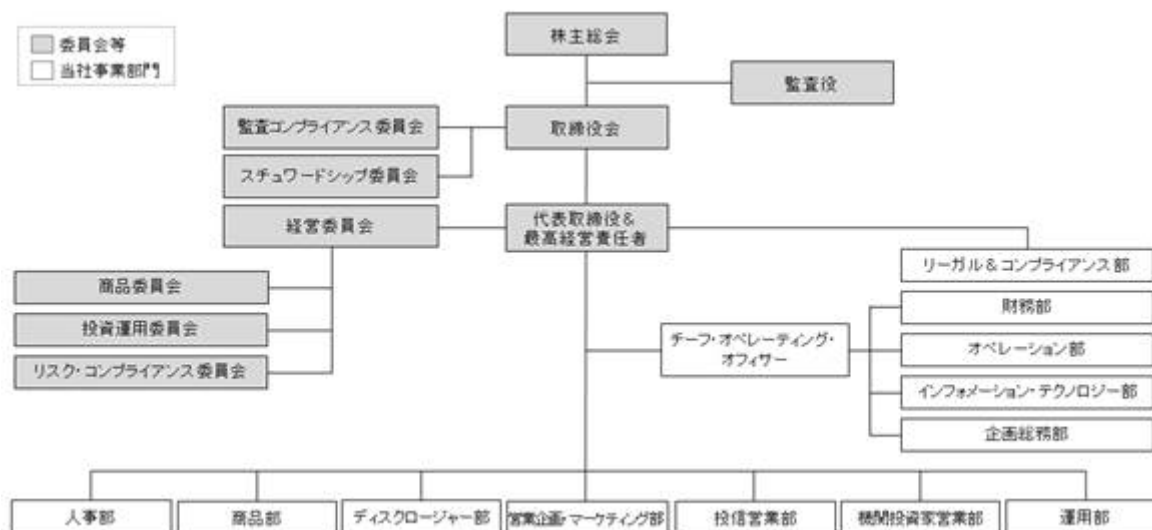 株主総会
委員会等
当社事業部門
監査役
監査コンプライアンス委員会
取締役会
スチュワードシップ委員会
経営委員会
代表取締役&
最高経営責任者
リーガル&コンプライアンス部
商品委員会
財務部
投資運用委員会
チーフ・オペレーティング・
オフィサー
オペレーション部
リスク・コンプライアンス委員会
インフォメーション・テクノロジー部
企画総務部
人事部
商品部
ディスクロージャー部
営業企画・マーケティング部
投信営業部
機関投資家営業部
運用部